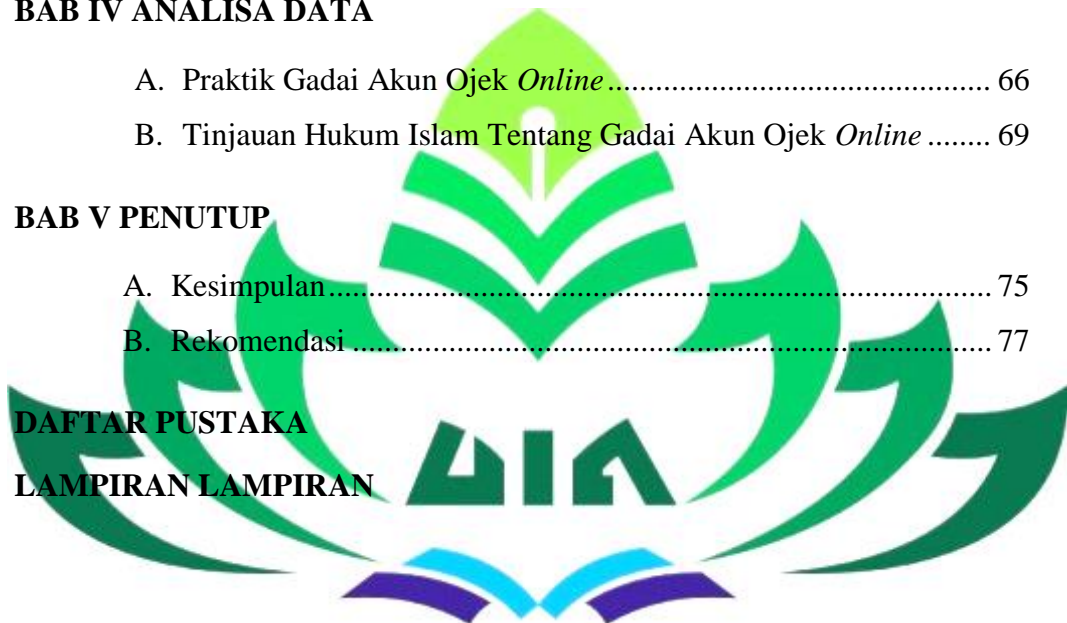 BAB IV ANALISA DATA
A. Praktik Gadai Akun Ojek Online ................................................ 66
B. Tinjauan Hukum Islam Tentang Gadai Akun Ojek Online ........ 69
BAB V PENUTUP
A. Kesimpulan ................................................................................... 75
B. Rekomendasi ................................................................................ 77
DAFTAR PUSTAKA
LAMPIRAN LAMPIRAN
UIN